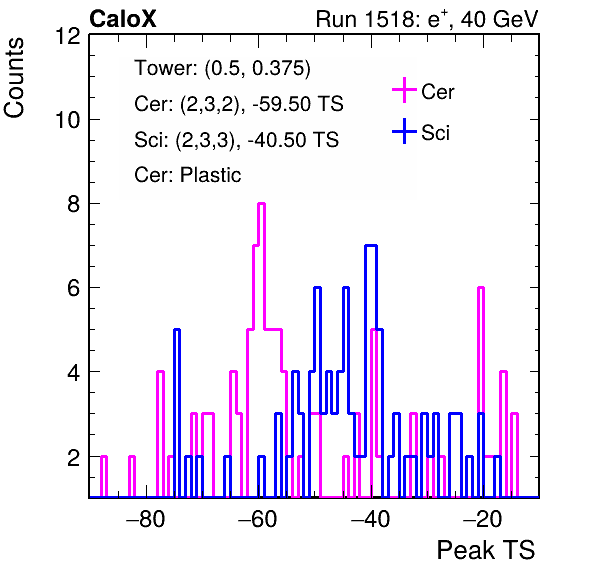 CaloX Run 1518: e+, 40 GeV
Counts
12
10
8
6
4
2
Tower: (0.5, 0.375)
Cer: (2,3,2), -59.50 TS
Sci: (2,3,3), -40.50 TS
Cer: Plastic
Cer
Sci
−80 −60 −40 −20
Peak TS